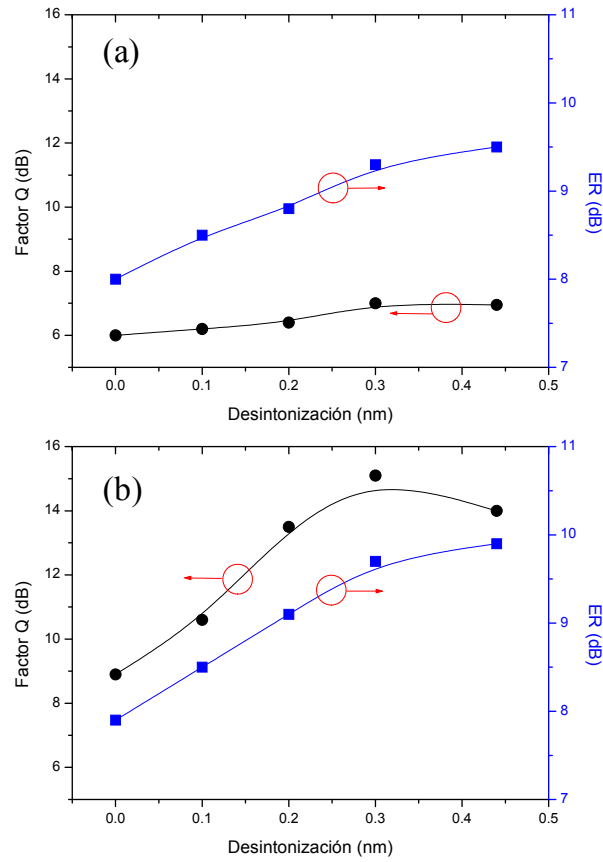 (a)
Factor Q (dB)
16
14
12
10
8
6
ER (dB)
11
10
9
8
7
0.0 0.1 0.2 0.3 0.4 0.5
Desintonización (nm)
(b)
Factor Q (dB)
16
14
12
10
8
6
ER (dB)
11
10
9
8
7
0.0 0.1 0.2 0.3 0.4 0.5
Desintonización (nm)